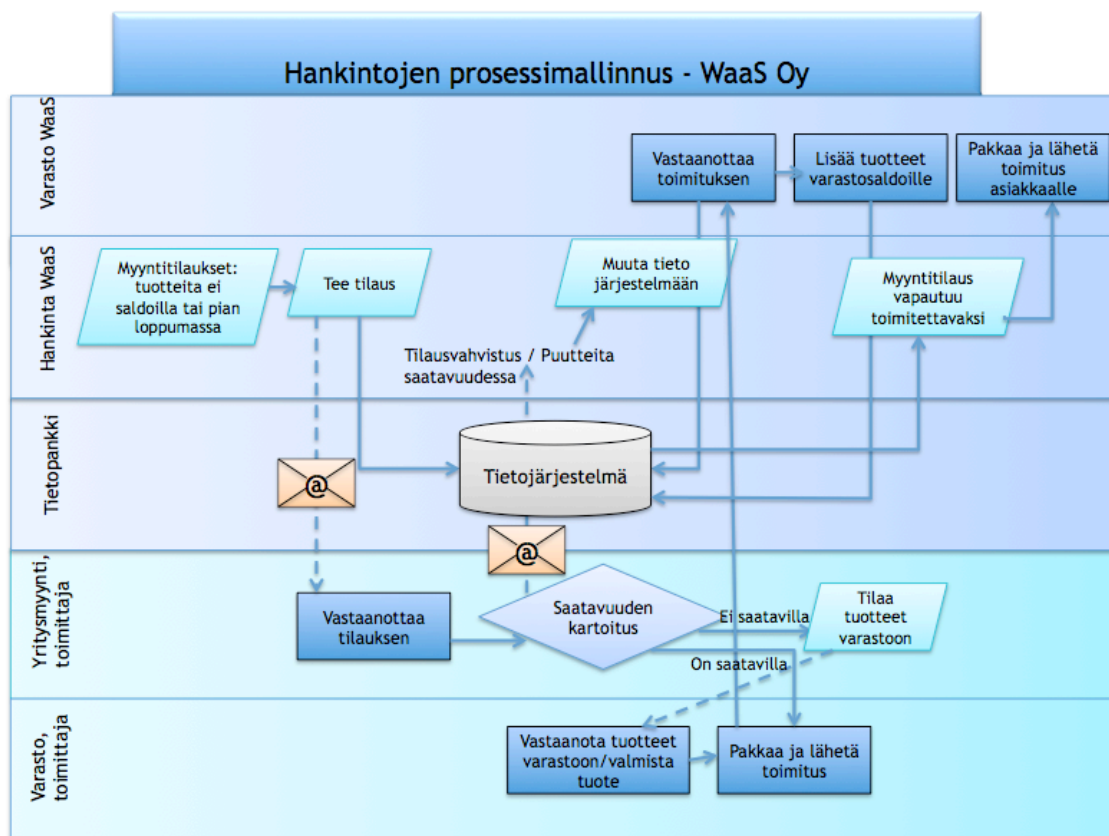 Hankintojen prosessimallinnus - WaaS Oy
Varasto WaaS
Vastaanottaa
toimituksen
Lisää tuotteet
varastosaldoille
Pakkaa ja lähetä
toimitus
asiakkaalle
Hankinta WaaS
Myyntitilaukset:
tuotteita ei
saldoilla tai pian
loppumassa
Tee tilaus
Muuta tieto
järjestelmään
Myyntitilaus
vapautuu
toimitettavaksi
Tilausvahvistus / Puutteita
saatavuudessa
Tietopankki
@
Tietojärjestelmä
@
Yritysmyynti,
toimittaja
Vastaanottaa
tilauksen
Saatavuuden
kartoitus
Ei saatavilla
Tilaa
tuotteet
varastoon
On saatavilla
Varasto,
toimittaja
Vastaanota tuotteet
varastoon/valmista
tuote
Pakkaa ja lähetä
toimitus